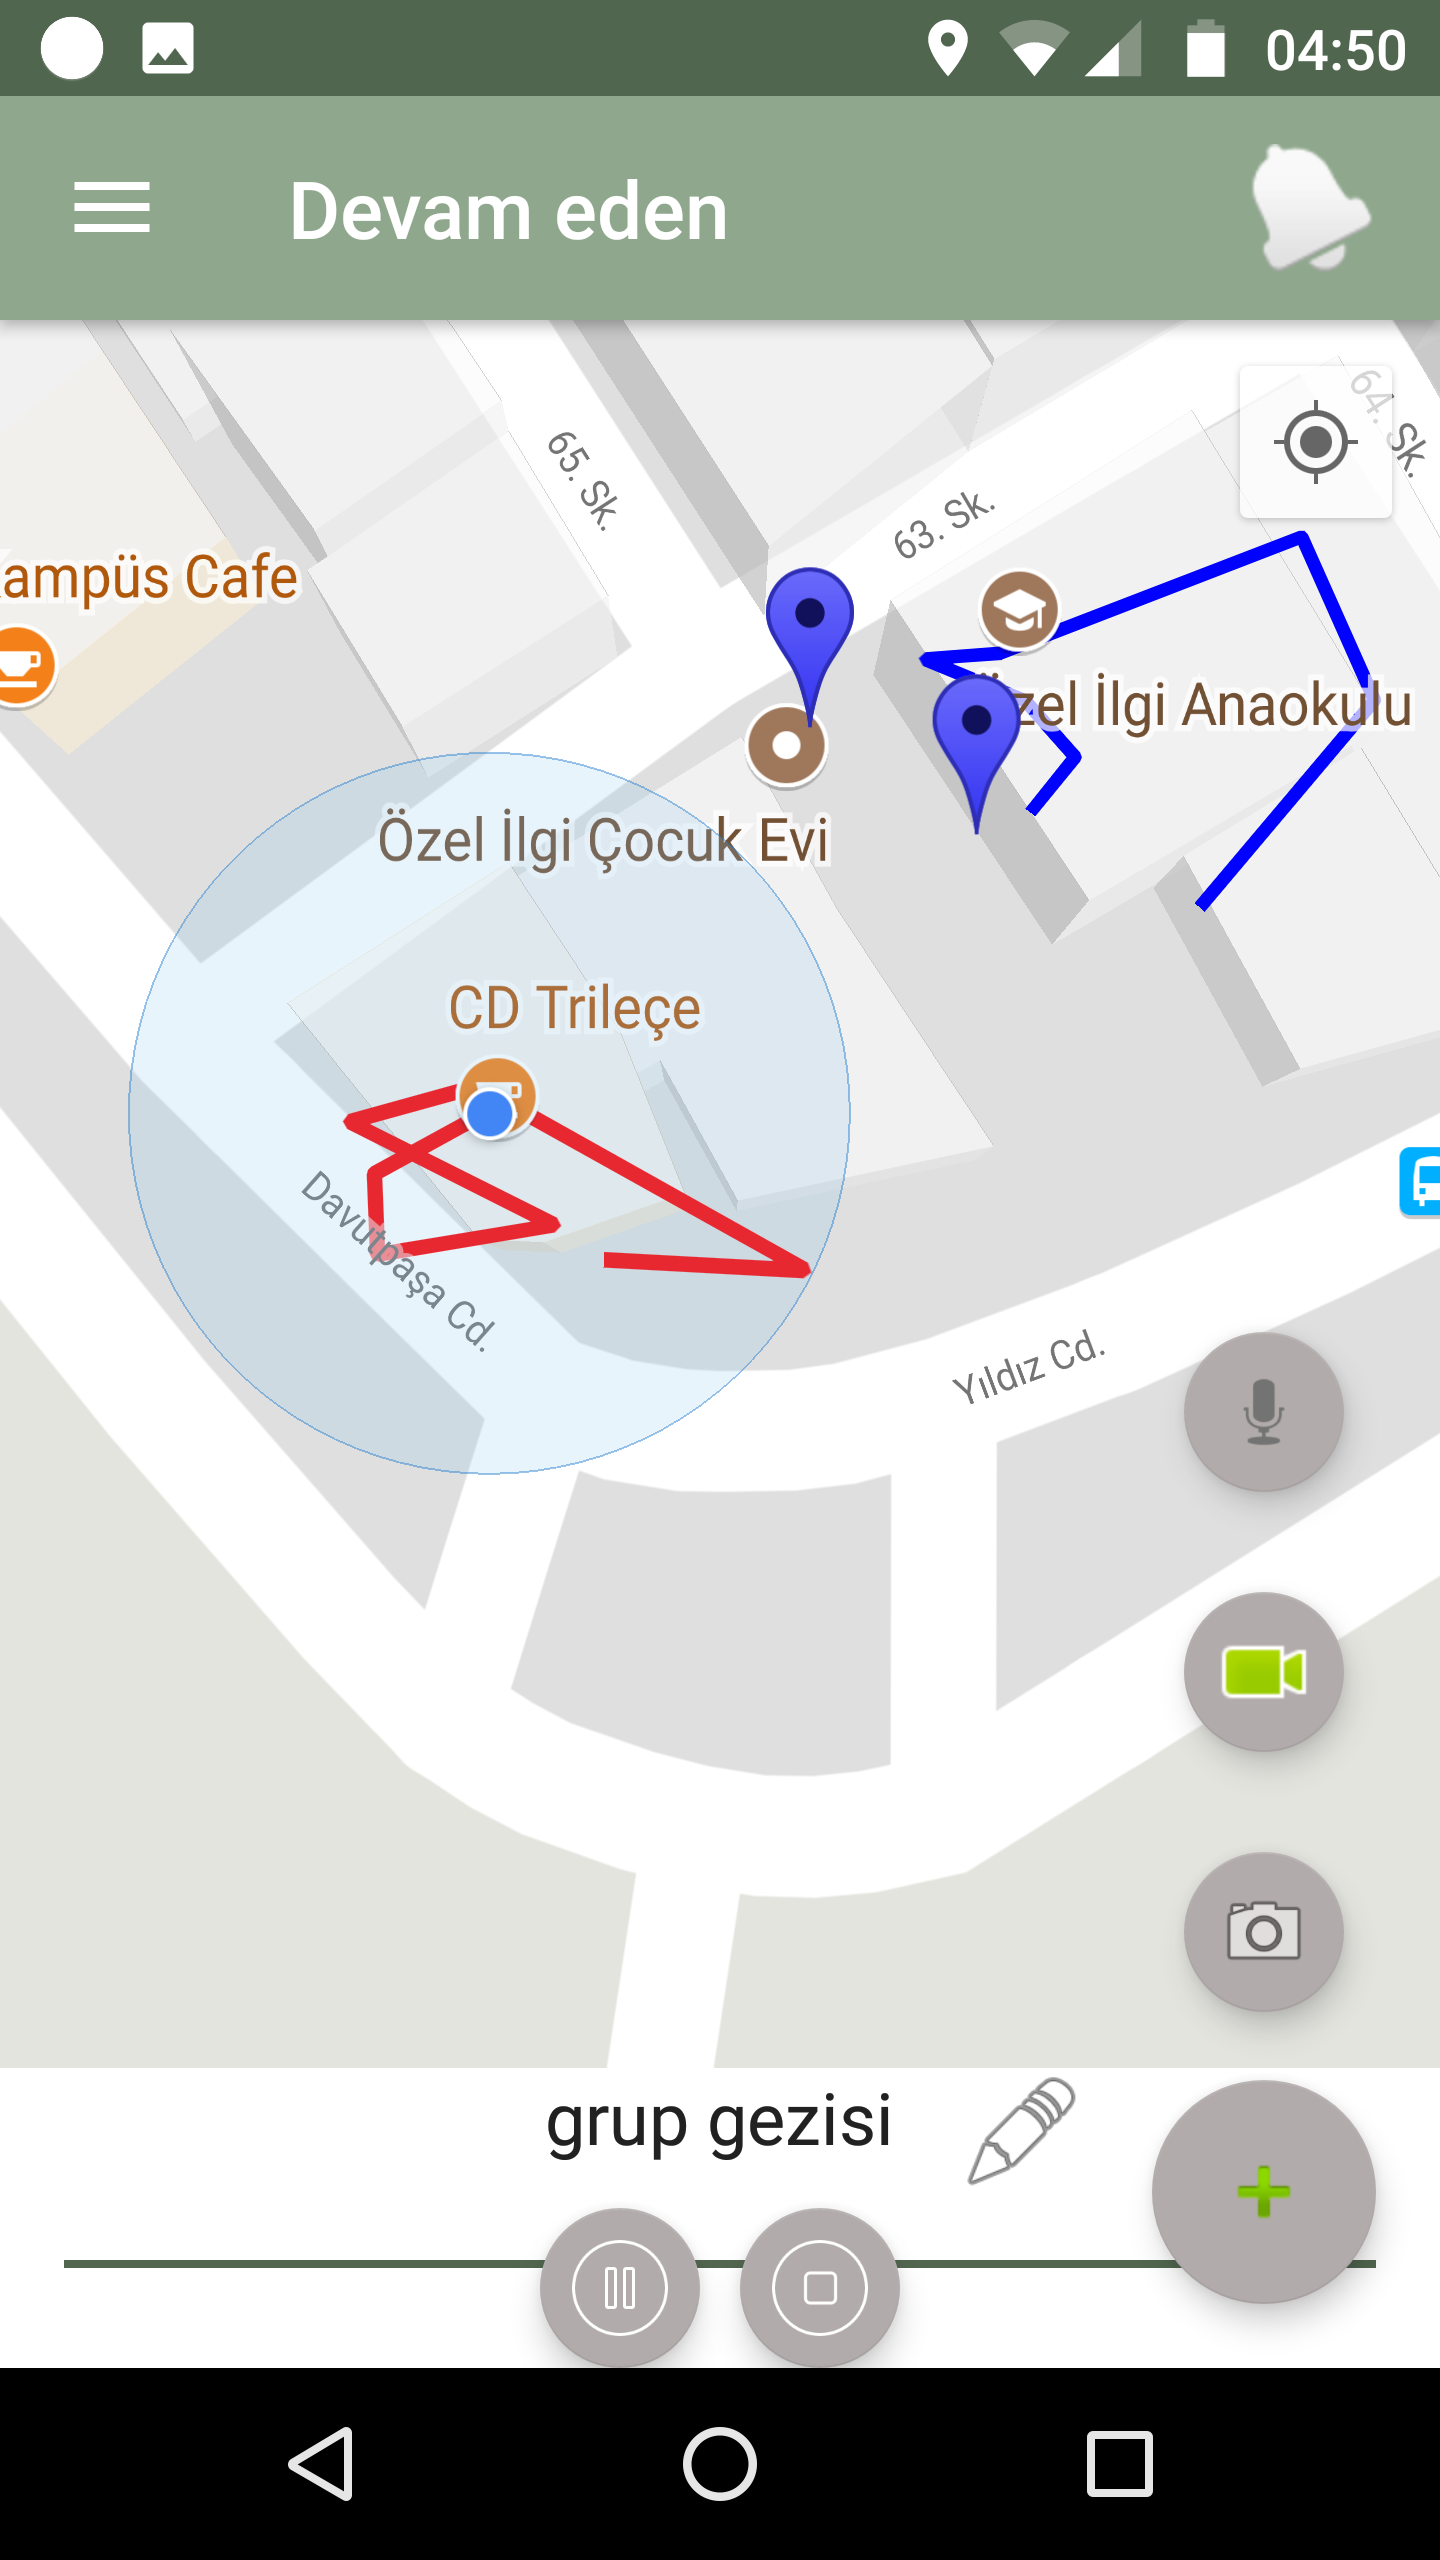 04:50
Devam eden
64. Sk.
65. Sk.
63. Sk.
ampüs Cafe
zel İlgi Anaokulu
Özel İlgi Çocuk Evi
CD Trileçe
Davutpaşa Cd.
Yıldız Cd.
grup gezisi